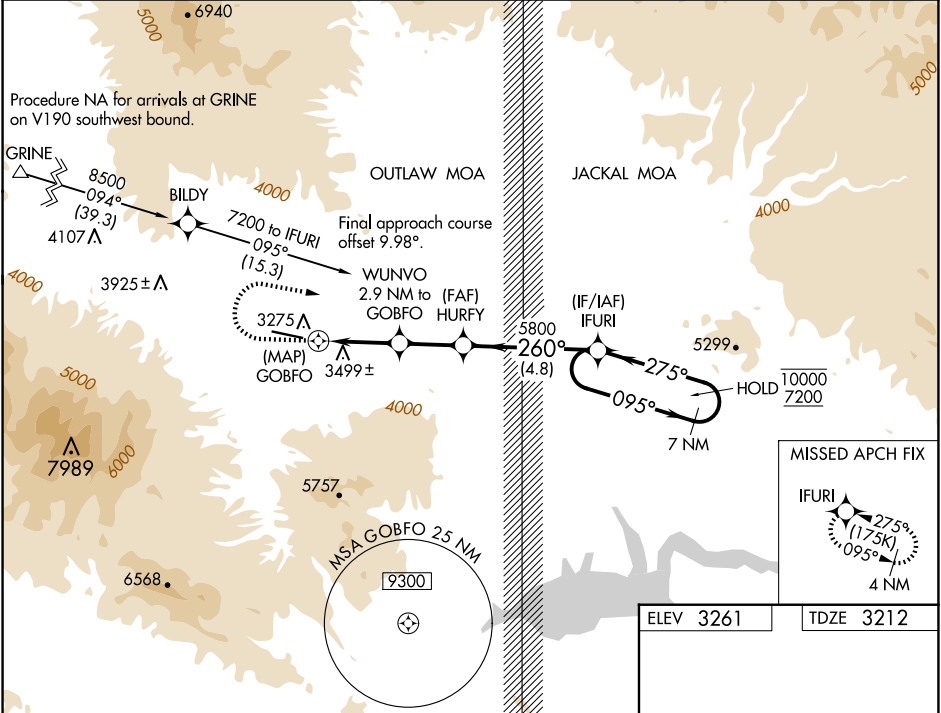 5000
6940
5000
Procedure NA for arrivals at GRINE
on V190 southwest bound.
GRINE
8500
094°
(39.3)
4107
BILDY
4000
OUTLAW MOA
JACKAL MOA
4000
7200 to IFURI
095°
(15.3)
Final approach course
offset 9.98°.
3925±
4000
WUNVO
2.9 NM to
GOBFO
(FAF)
HURFY
(IF/IAF)
IFURI
3275
(MAP)
GOBFO
3499±
5800
260°
(4.8)
5299
275°
095°
HOLD
10000
7200
7 NM
5000
4000
7989
6000
5757
MISSED APCH FIX
IFURI
275°
(175K)
095°
4 NM
MSA GOBFO 25 NM
9300
6568
ELEV 3261
TDZE 3212